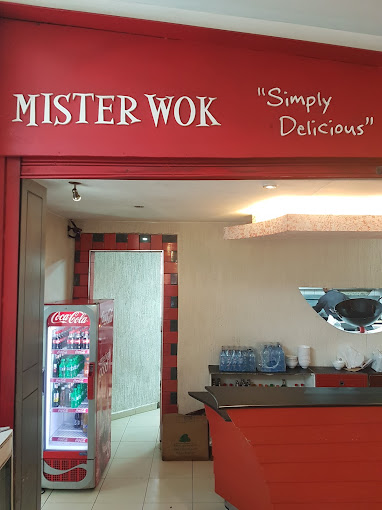 MISTER WOK
"Simply
Delicious"
Coca-Cola